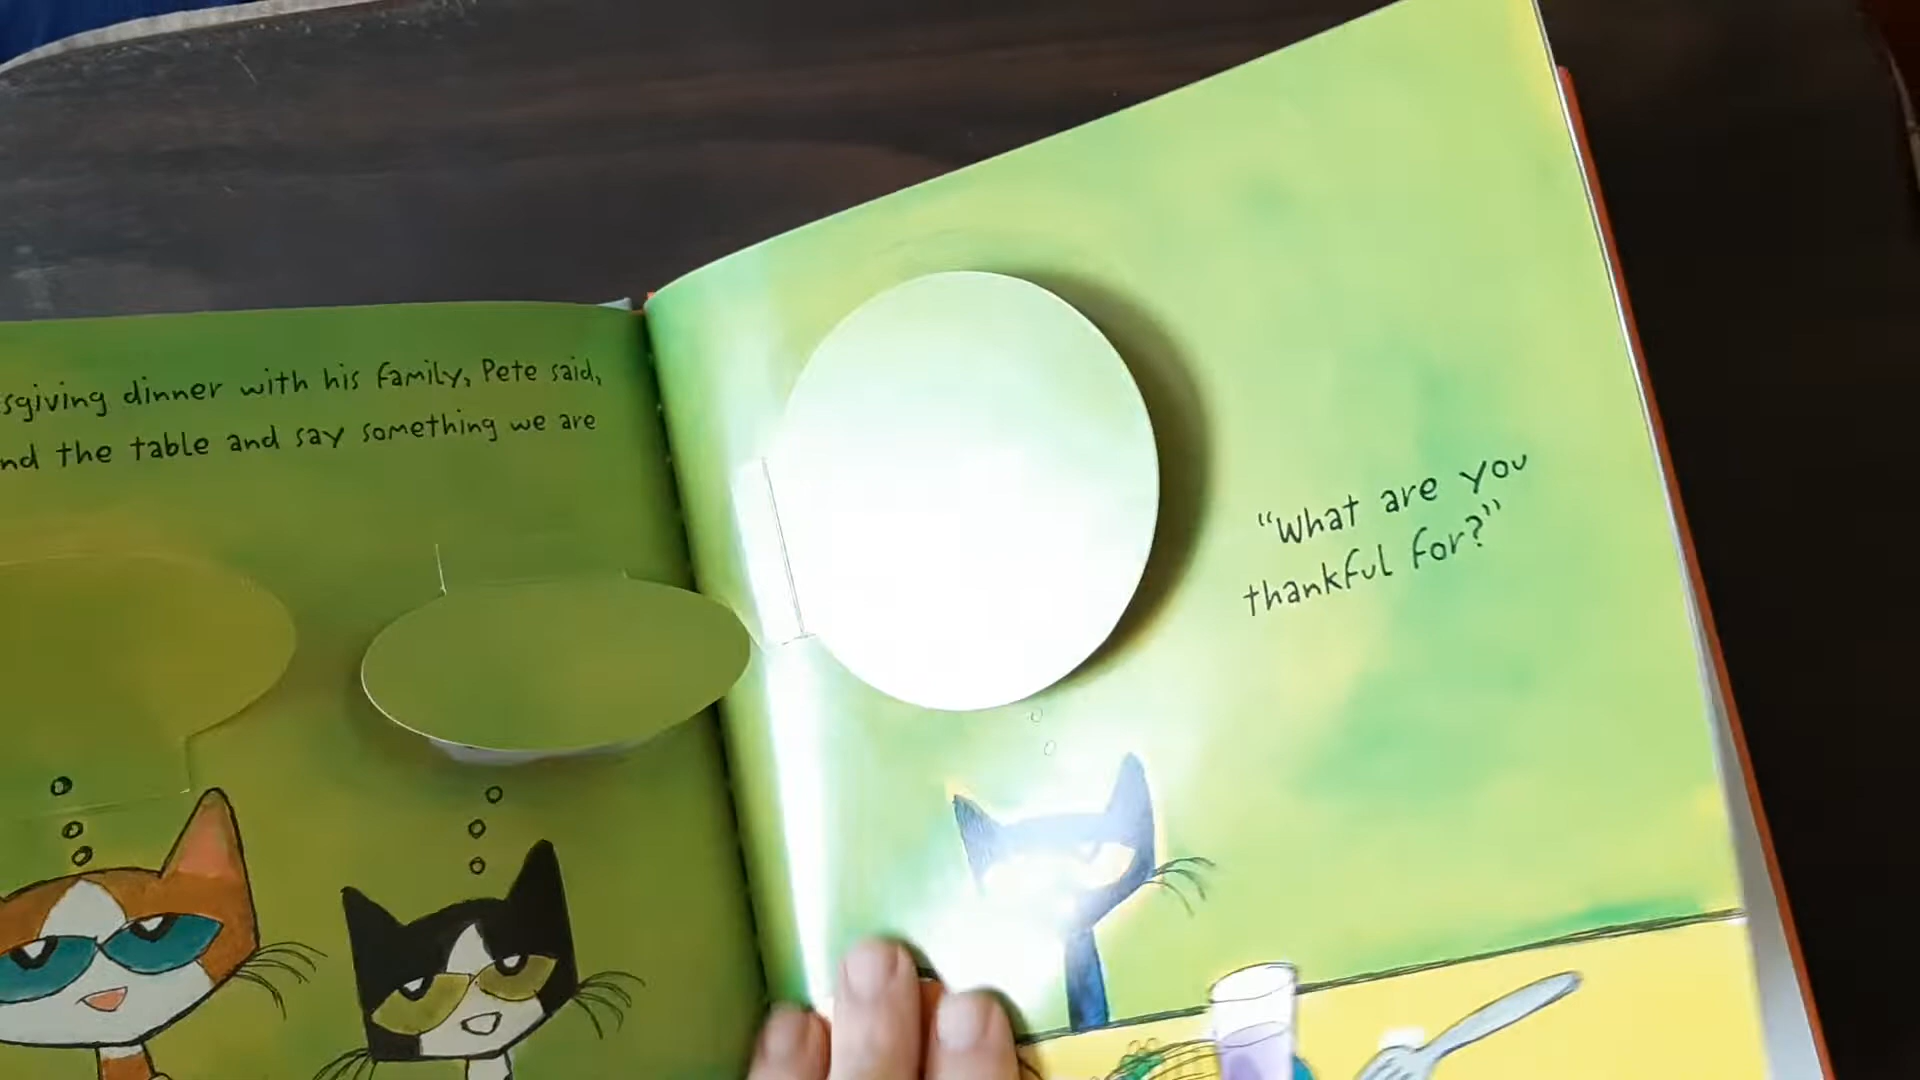 sgiving dinner with his family, Pete said,
nd the table and say something we are
"What are you
thankful for?"